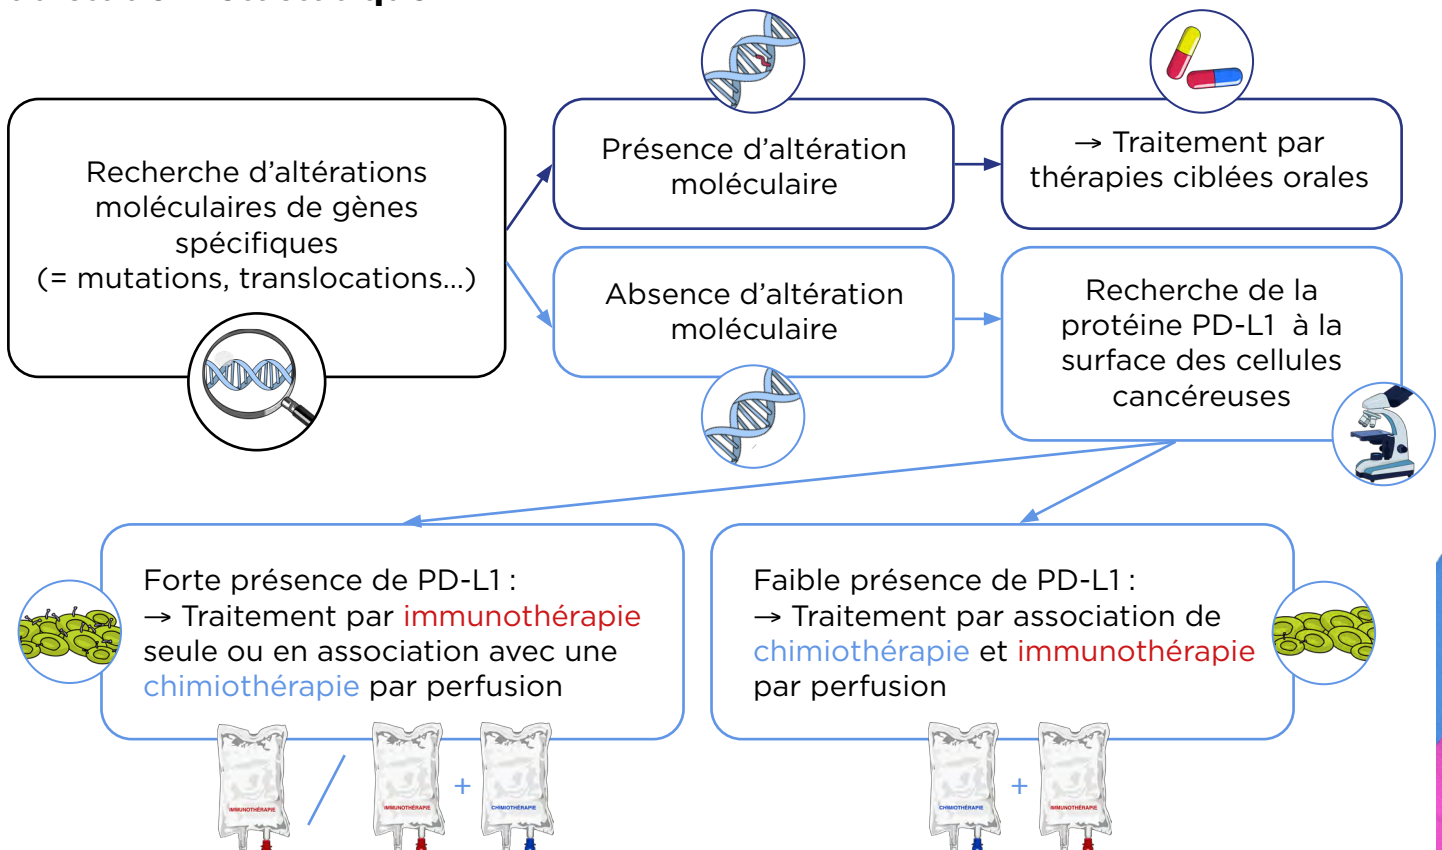 Recherche d'altérations
moléculaires de gènes
spécifiques
(= mutations, translocations...)
Présence d'altération
moléculaire
→ Traitement par
thérapies ciblées orales
Absence d'altération
moléculaire
Recherche de la
protéine PD-L1 à la
surface des cellules
cancéreuses
Forte présence de PD-L1 :
→ Traitement par immunothérapie
seule ou en association avec une
chimiothérapie par perfusion
Faible présence de PD-L1 :
→ Traitement par association de
chimiothérapie et immunothérapie
par perfusion
IMMUNOTHÉRAPIE
/
IMMUNOTHÉRAPIE
+
CHIMIOTHÉRAPIE
CHIMIOTHÉRAPIE
+
IMMUNOTHÉRAPIE